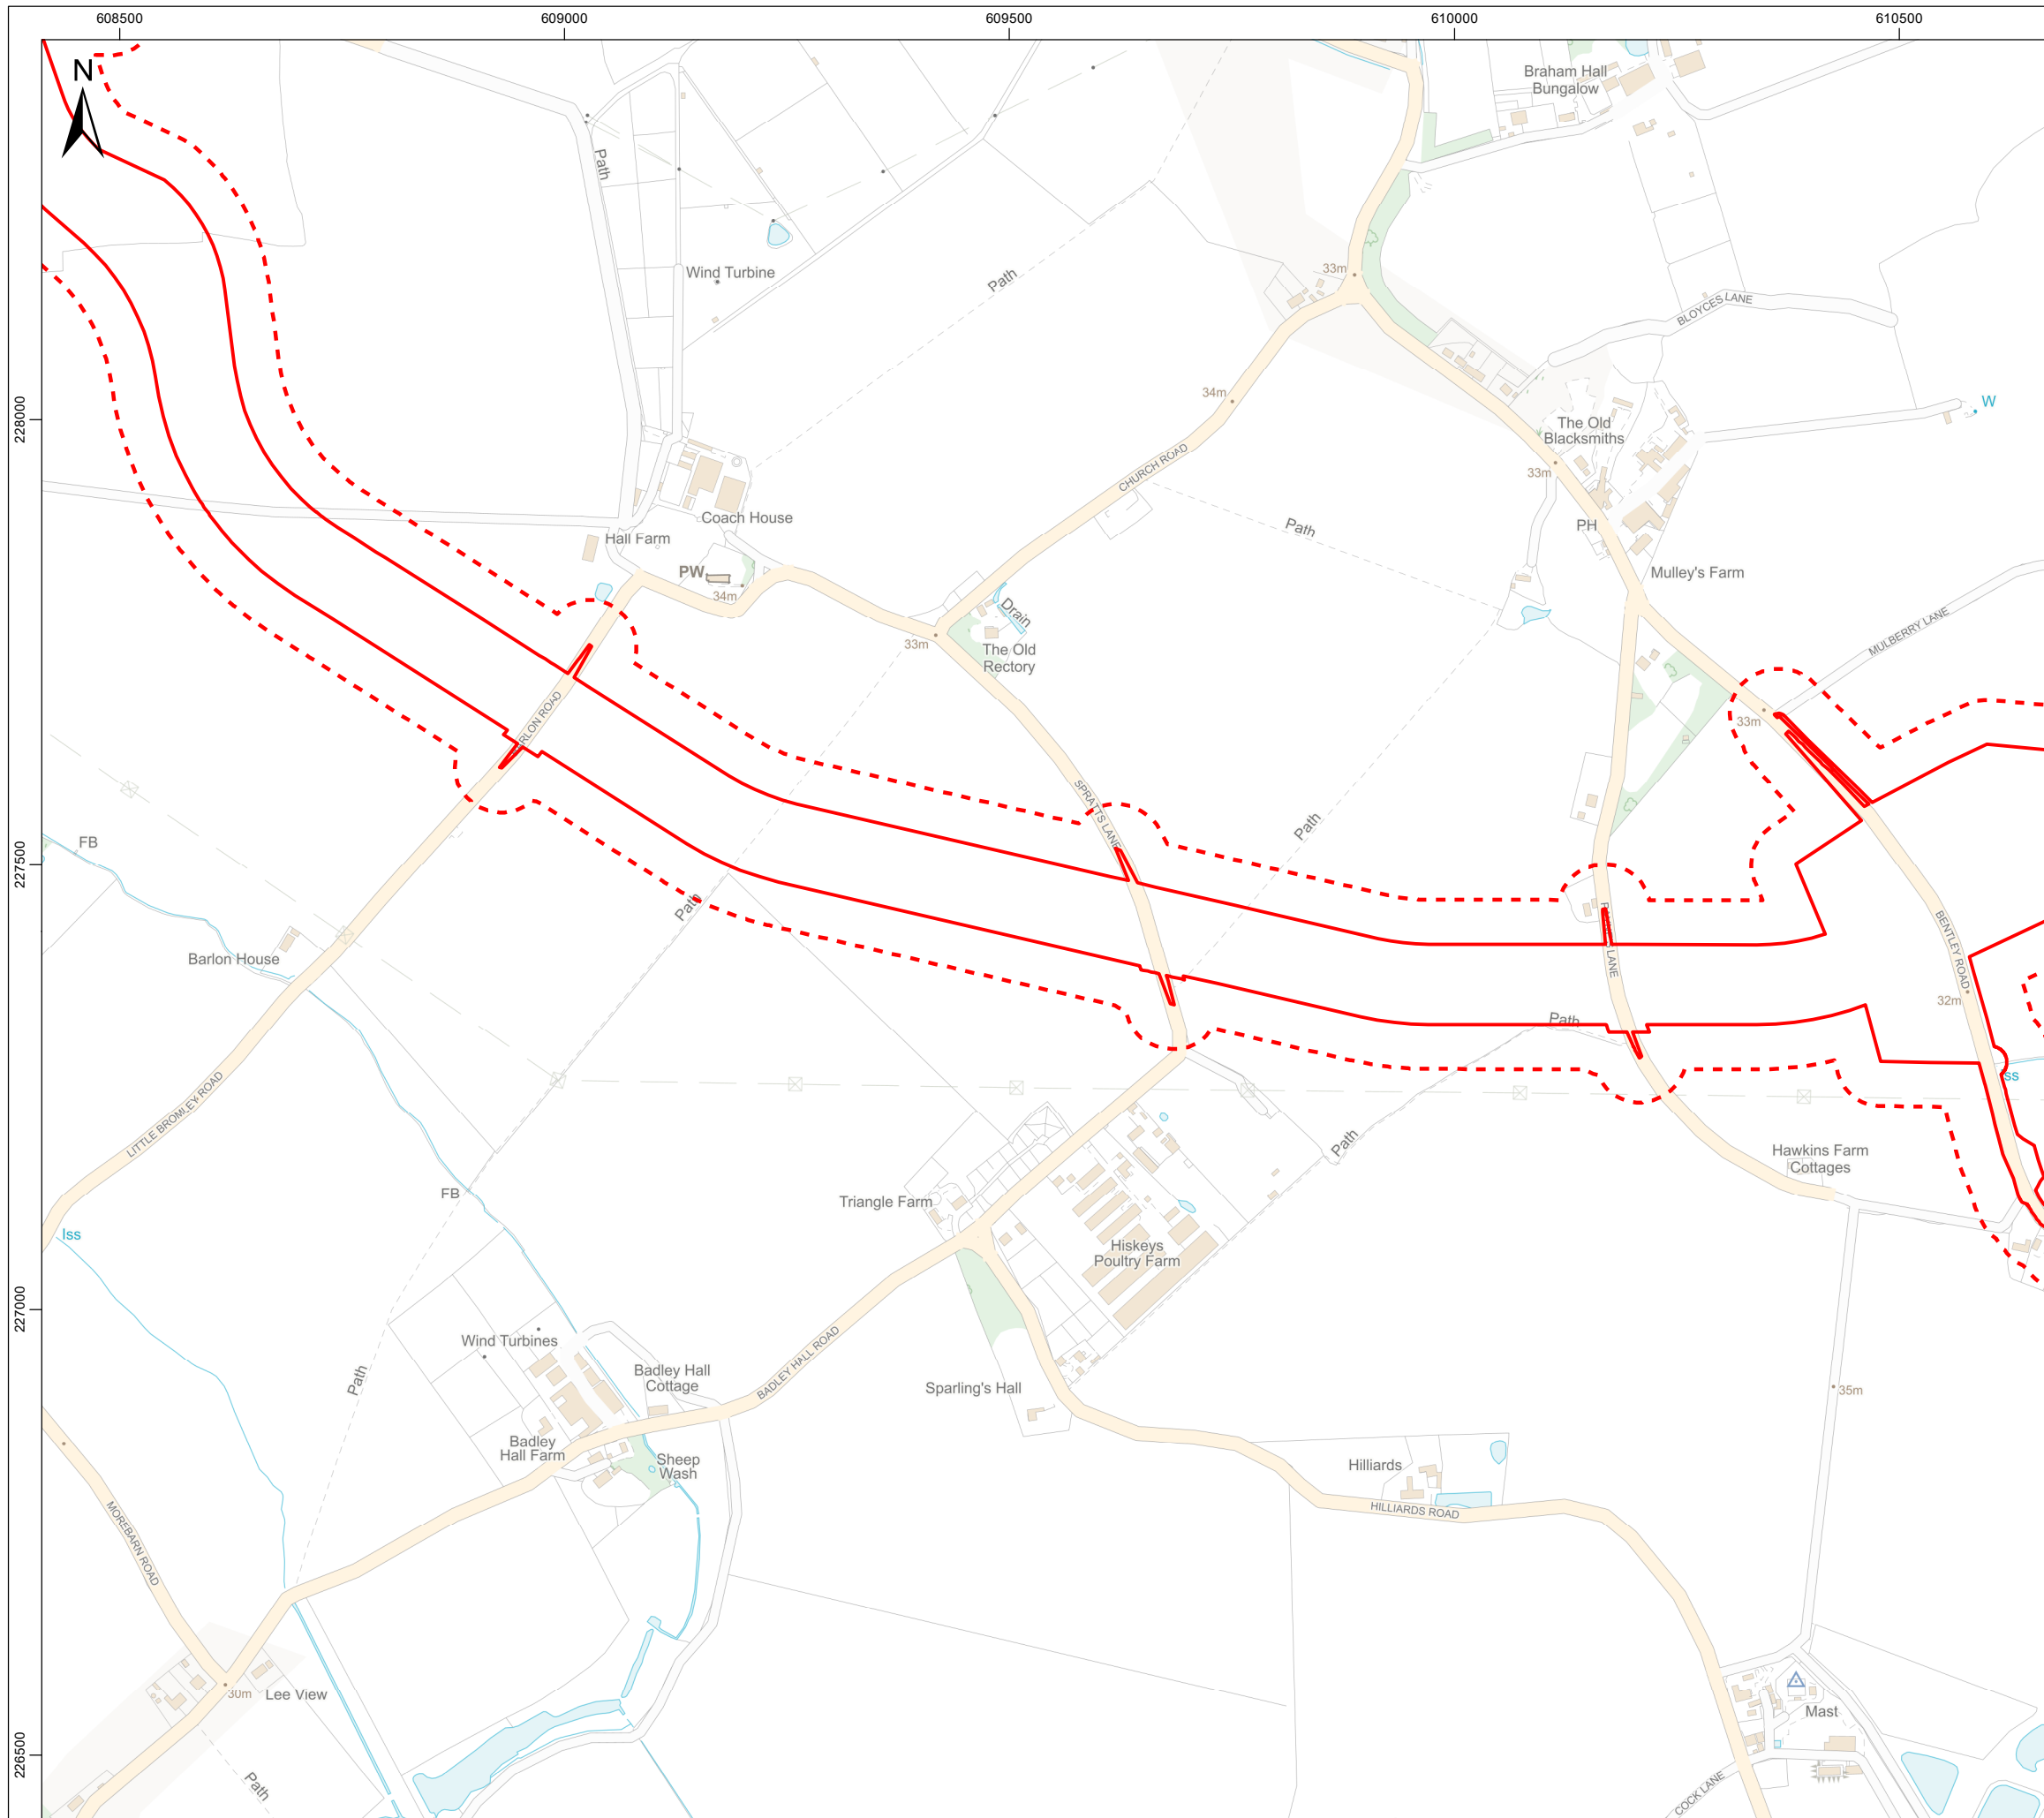 608500
609000
609500
610000
610500
N
Braham Hall
Bungalow
Path
Wind Turbine
Path
33m
BLOYCES LANE
34m
228000
W
The Old
Blacksmiths
CHURCH ROAD
33m
Coach House
Path
PH
Hall Farm
PW
Mulley's Farm
34m
Drain
33m
The Old
Rectory
MULBERRY LANE
RLON ROAD
33m
SPRATTS LANE
Path
227500
FB
Path
LANE
BENTLEY ROAD
Barlon House
32m
Path
LITTLE BROMLEY ROAD
ss
Path
Hawkins Farm
Cottages
FB
Triangle Farm
Iss
Hiskeys
Poultry Farm
227000
Wind Turbines
Path
Badley Hall
Cottage
BADLEY HALL ROAD
Sparling's Hall
35m
Badley
Hall Farm
Sheep
Wash
Hilliards
HILLIARDS ROAD
MOREBARN ROAD
30m
Lee View
Mast
226500
Path
COCK LANE